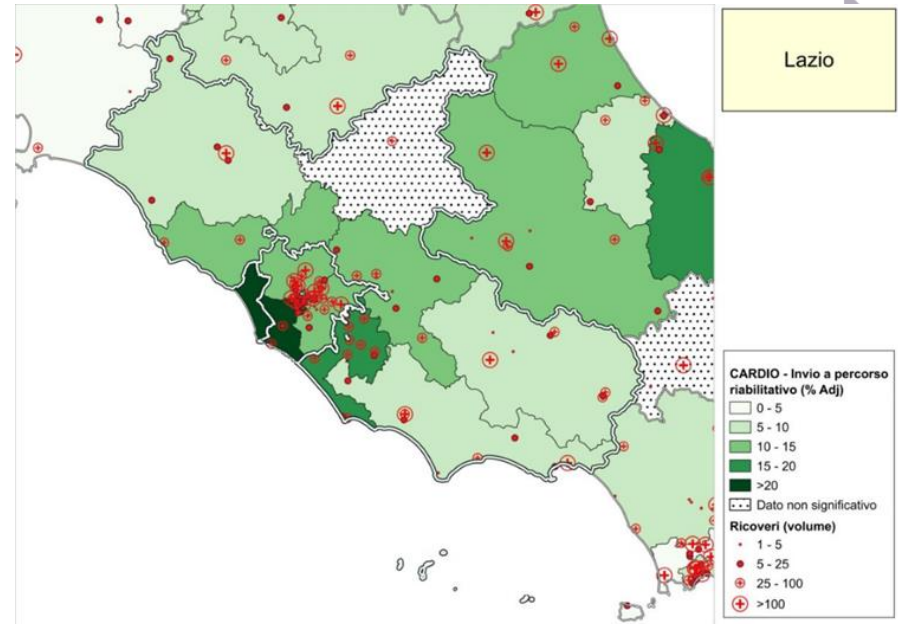 Lazio
CARDIO - Invio a percorso
riabilitativo (% Adj)
0 - 5
5 - 10
10 - 15
15 - 20
>20
Dato non significativo
Ricoveri (volume)
1 - 5
5 - 25
25 - 100
>100